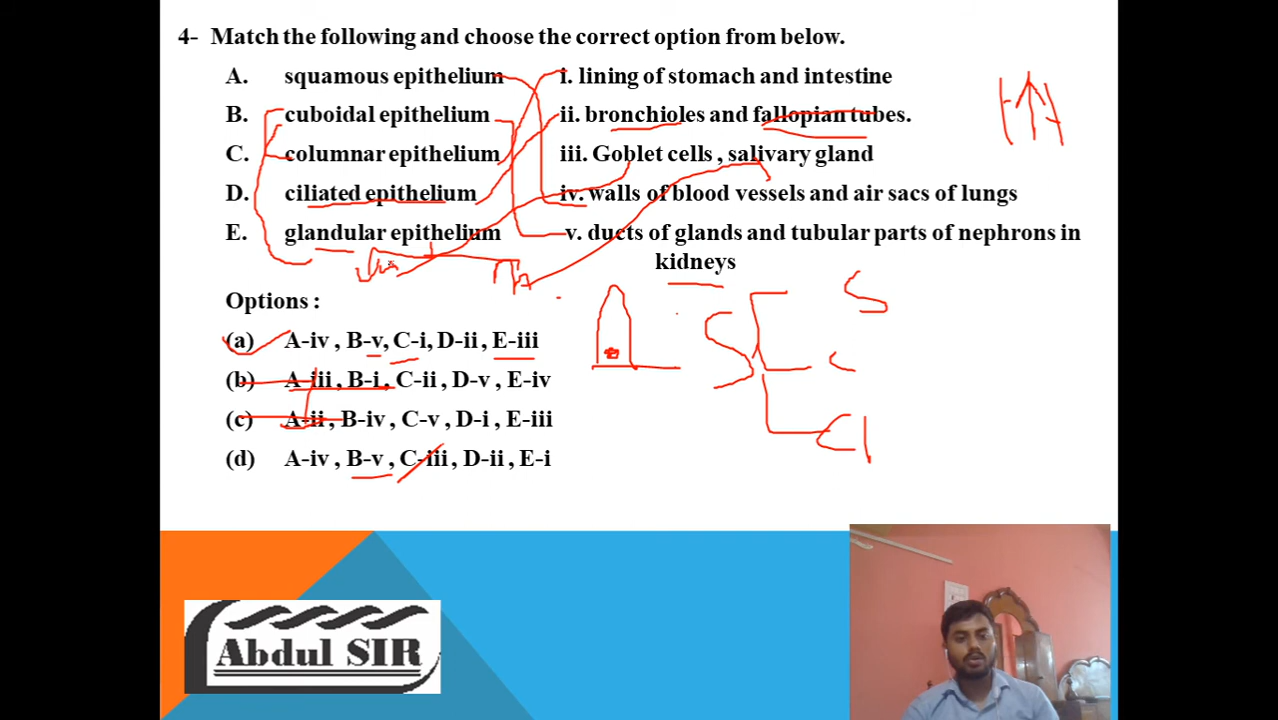 4- Match the following and choose the correct option from below.
A. squamous epithelium i. lining of stomach and intestine
B. cuboidal epithelium ii. bronchioles and fallopian tubes.
C. columnar epithelium iii. Goblet cells , salivary gland
D. ciliated epithelium iv. walls of blood vessels and air sacs of lungs
E. glandular epithelium v. ducts of glands and tubular parts of nephrons in
kidneys
Options :
(a) A-iv , B-v, C-i, D-ii , E-iii
(b) A-iii , B-i , C-ii , D-v , E-iv
(c) A-ii , B-iv , C-v , D-i , E-iii
(d) A-iv , B-v , C-iii , D-ii , E-i
S
S
C
CI
Abdul SIR